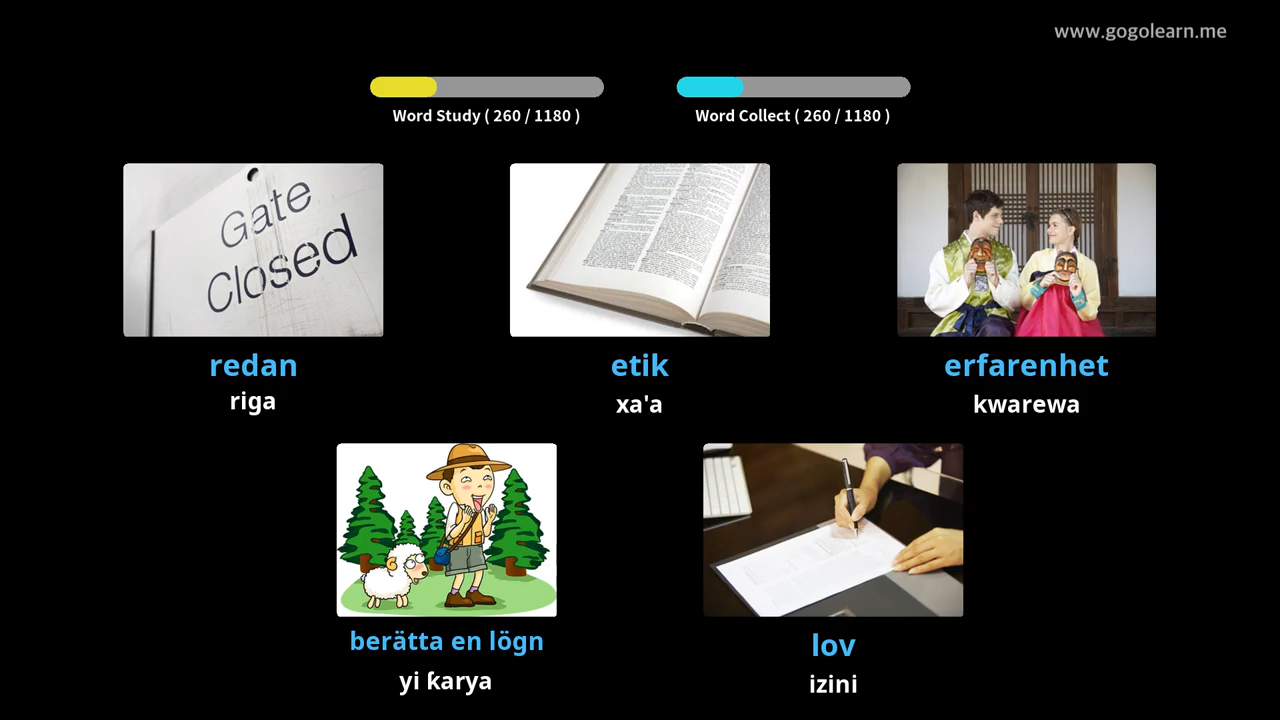 www.gogolearn.me
Word Study ( 260 / 1180 )
Word Collect ( 260 / 1180 )
Gate
Closed
redan
riga
etik
xa'a
erfarenhet
kwarewa
berätta en lögn
yi ƙarya
lov
izini